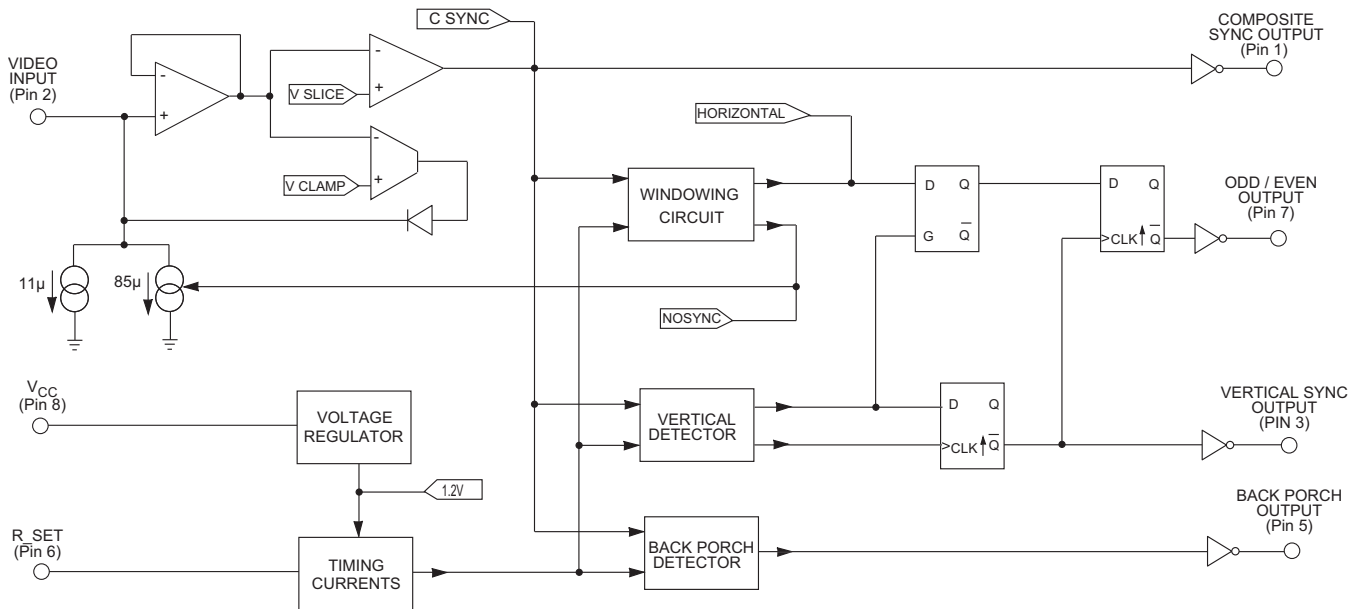 C SYNC
COMPOSITE
SYNC OUTPUT
(Pin 1)
VIDEO
INPUT
(Pin 2)
-
+
-
+
V SLICE
-
+
V CLAMP
HORIZONTAL
WINDOWING
CIRCUIT
D Q
G Q
D Q
>CLK Q
ODD / EVEN
OUTPUT
(Pin 7)
11µ
85µ
NOSYNC
VCC
(Pin 8)
VOLTAGE
REGULATOR
VERTICAL
DETECTOR
D Q
>CLK Q
VERTICAL SYNC
OUTPUT
(PIN 3)
1.2V
R_SET
(Pin 6)
TIMING
CURRENTS
BACK PORCH
DETECTOR
BACK PORCH
OUTPUT
(Pin 5)